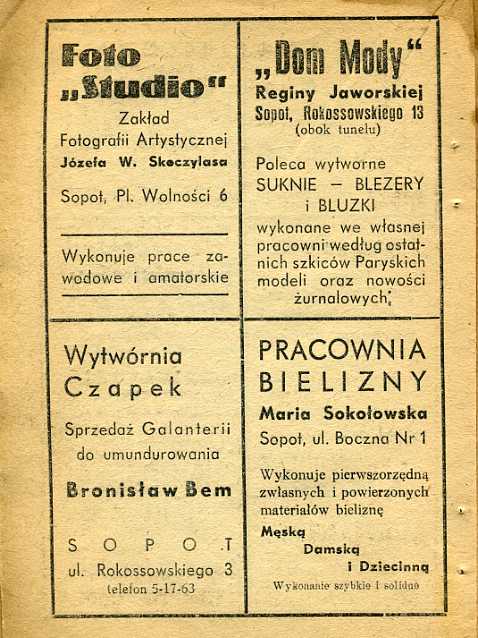 Foto
„Studio“
Zakład
Fotografii Artystycznej
Józefa W. Skoczylasa
Sopot, Pl. Wolności 6
Wykonuje prace za-
wodowe i amatorskie
„Dom Mody“
Reginy Jaworskiej
Sopot, Rokossowskiego 13
(obok tunelu)
Poleca wytworne
SUKNIE – BLEZERY
i BLUZKI
wykonane we własnej
pracowni według ostat-
nich szkiców Paryskich
modeli oraz nowości
żurnalowych.
Wytwórnia
Czapek
Sprzedaż Galanterii
do umundurowania
Bronisław Bem
SOPOT
ul. Rokossowskiego 3
telefon 5-17-63
PRACOWNIA
BIELIZNY
Maria Sokołowska
Sopot, ul. Boczna Nr 1
Wykonuje pierwszorzędną
zwłasnych i powierzonych
materiałów bieliznę
Męską
Damską
i Dziecinną
Wykonanie szybkie i solidne